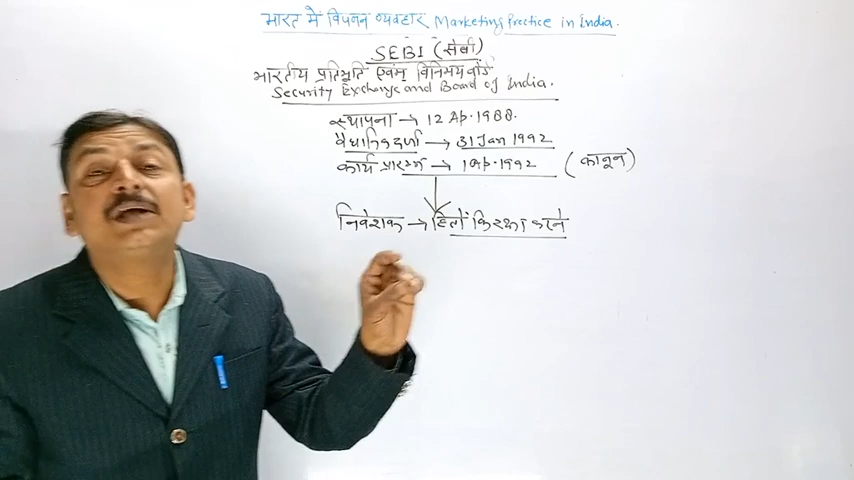 भारत में विपणन व्यवहार Marketing Prectice in India.
SEBI (सेबी)
भारतीय प्रतिभूति एवंम् विनिमय बोर्ड
Security Exchange and Board of India.
स्थापना → 12 Ap. 1988.
वैधानिक दर्जा → 31 Jan 1992
कार्य प्रारम्भ → 1 Ap. 1992 (कानून)
निवेशक → हितों कि रक्षा करने